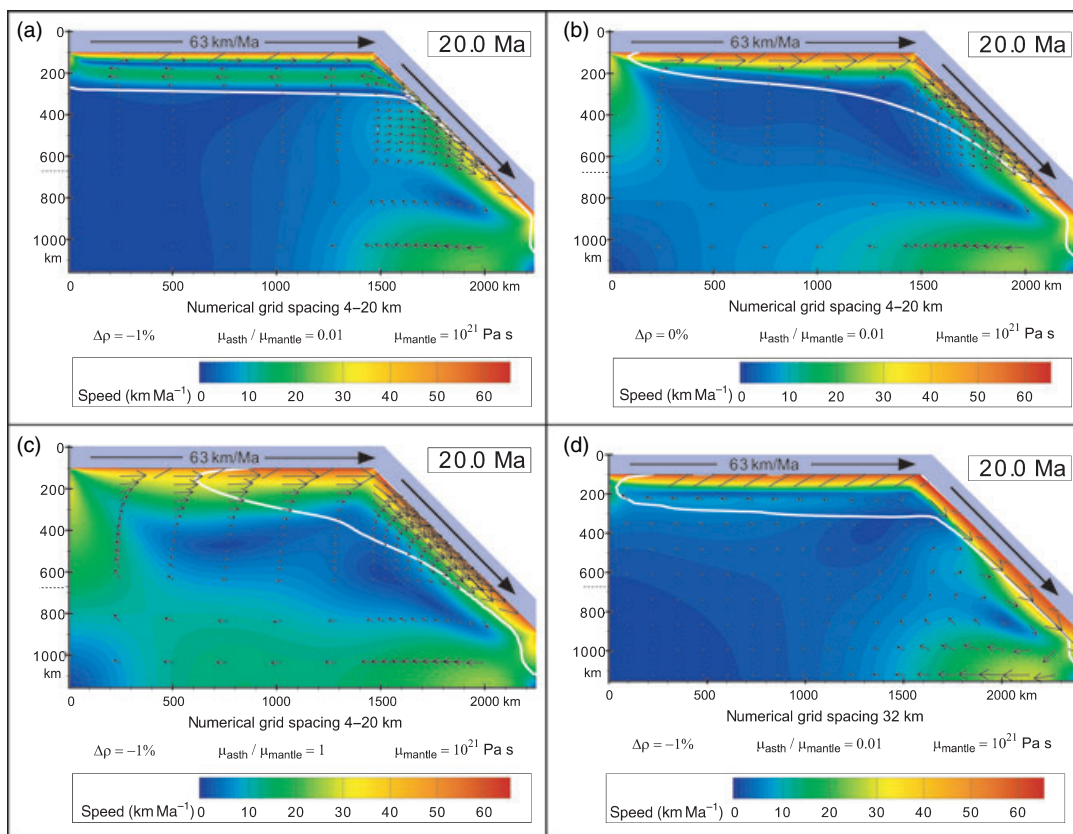 (a)
63 km/Ma
20.0 Ma
0
200
400
600
800
1000
km
0 500 1000 1500 2000 km
Numerical grid spacing 4–20 km
Δρ = −1% μasth / μmantle = 0.01 μmantle = 10²¹ Pa s
Speed (km Ma⁻¹) 0 10 20 30 40 50 60
(b)
63 km/Ma
20.0 Ma
0
200
400
600
800
1000
km
0 500 1000 1500 2000 km
Numerical grid spacing 4–20 km
Δρ = 0% μasth / μmantle = 0.01 μmantle = 10²¹ Pa s
Speed (km Ma⁻¹) 0 10 20 30 40 50 60
(c)
63 km/Ma
20.0 Ma
0
200
400
600
800
1000
km
0 500 1000 1500 2000 km
Numerical grid spacing 4–20 km
Δρ = −1% μasth / μmantle = 1 μmantle = 10²¹ Pa s
Speed (km Ma⁻¹) 0 10 20 30 40 50 60
(d)
63 km/Ma
20.0 Ma
0
200
400
600
800
1000
km
0 500 1000 1500 2000 km
Numerical grid spacing 32 km
Δρ = −1% μasth / μmantle = 0.01 μmantle = 10²¹ Pa s
Speed (km Ma⁻¹) 0 10 20 30 40 50 60